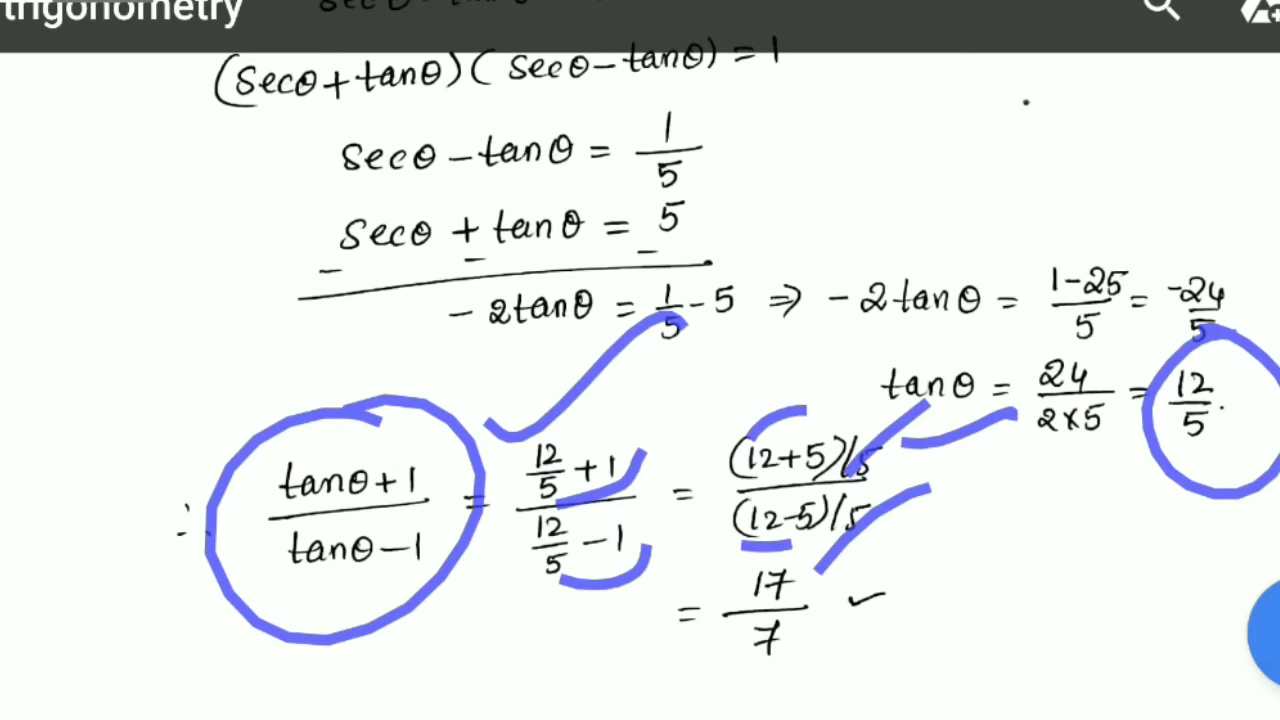 trigonometry
(secθ+tanθ)(secθ-tanθ) = 1
secθ - tanθ = 1/5
secθ + tanθ = 5
- - -
- 2tanθ = 1/5 - 5 ⇒ - 2tanθ = 1-25/5 = -24/5
tanθ = 24/2×5 = 12/5.
∴ tanθ+1/tanθ-1 = 12/5 + 1/12/5 - 1 = (12+5)/5/(12-5)/5
= 17/7 ✓